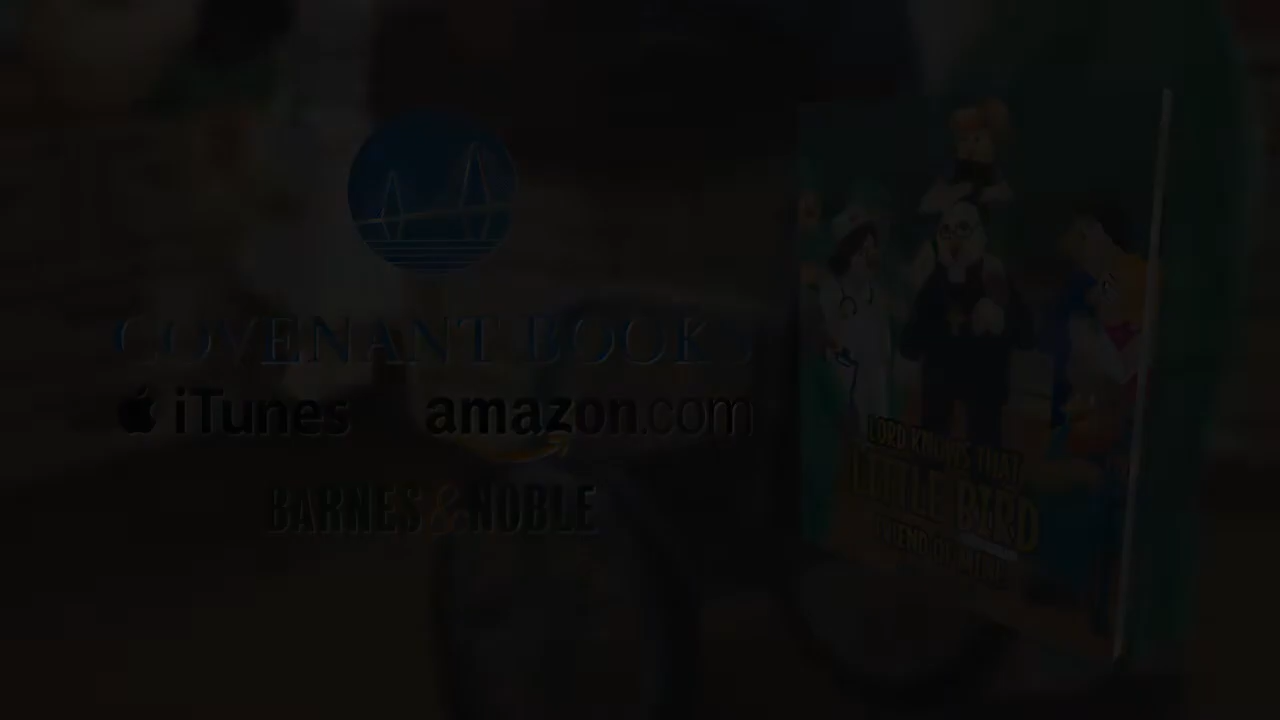 COVENANT BOOKS
iTunes
amazon.com
BARNES&NOBLE
LORD KNOWS THAT
LITTLE BIRD